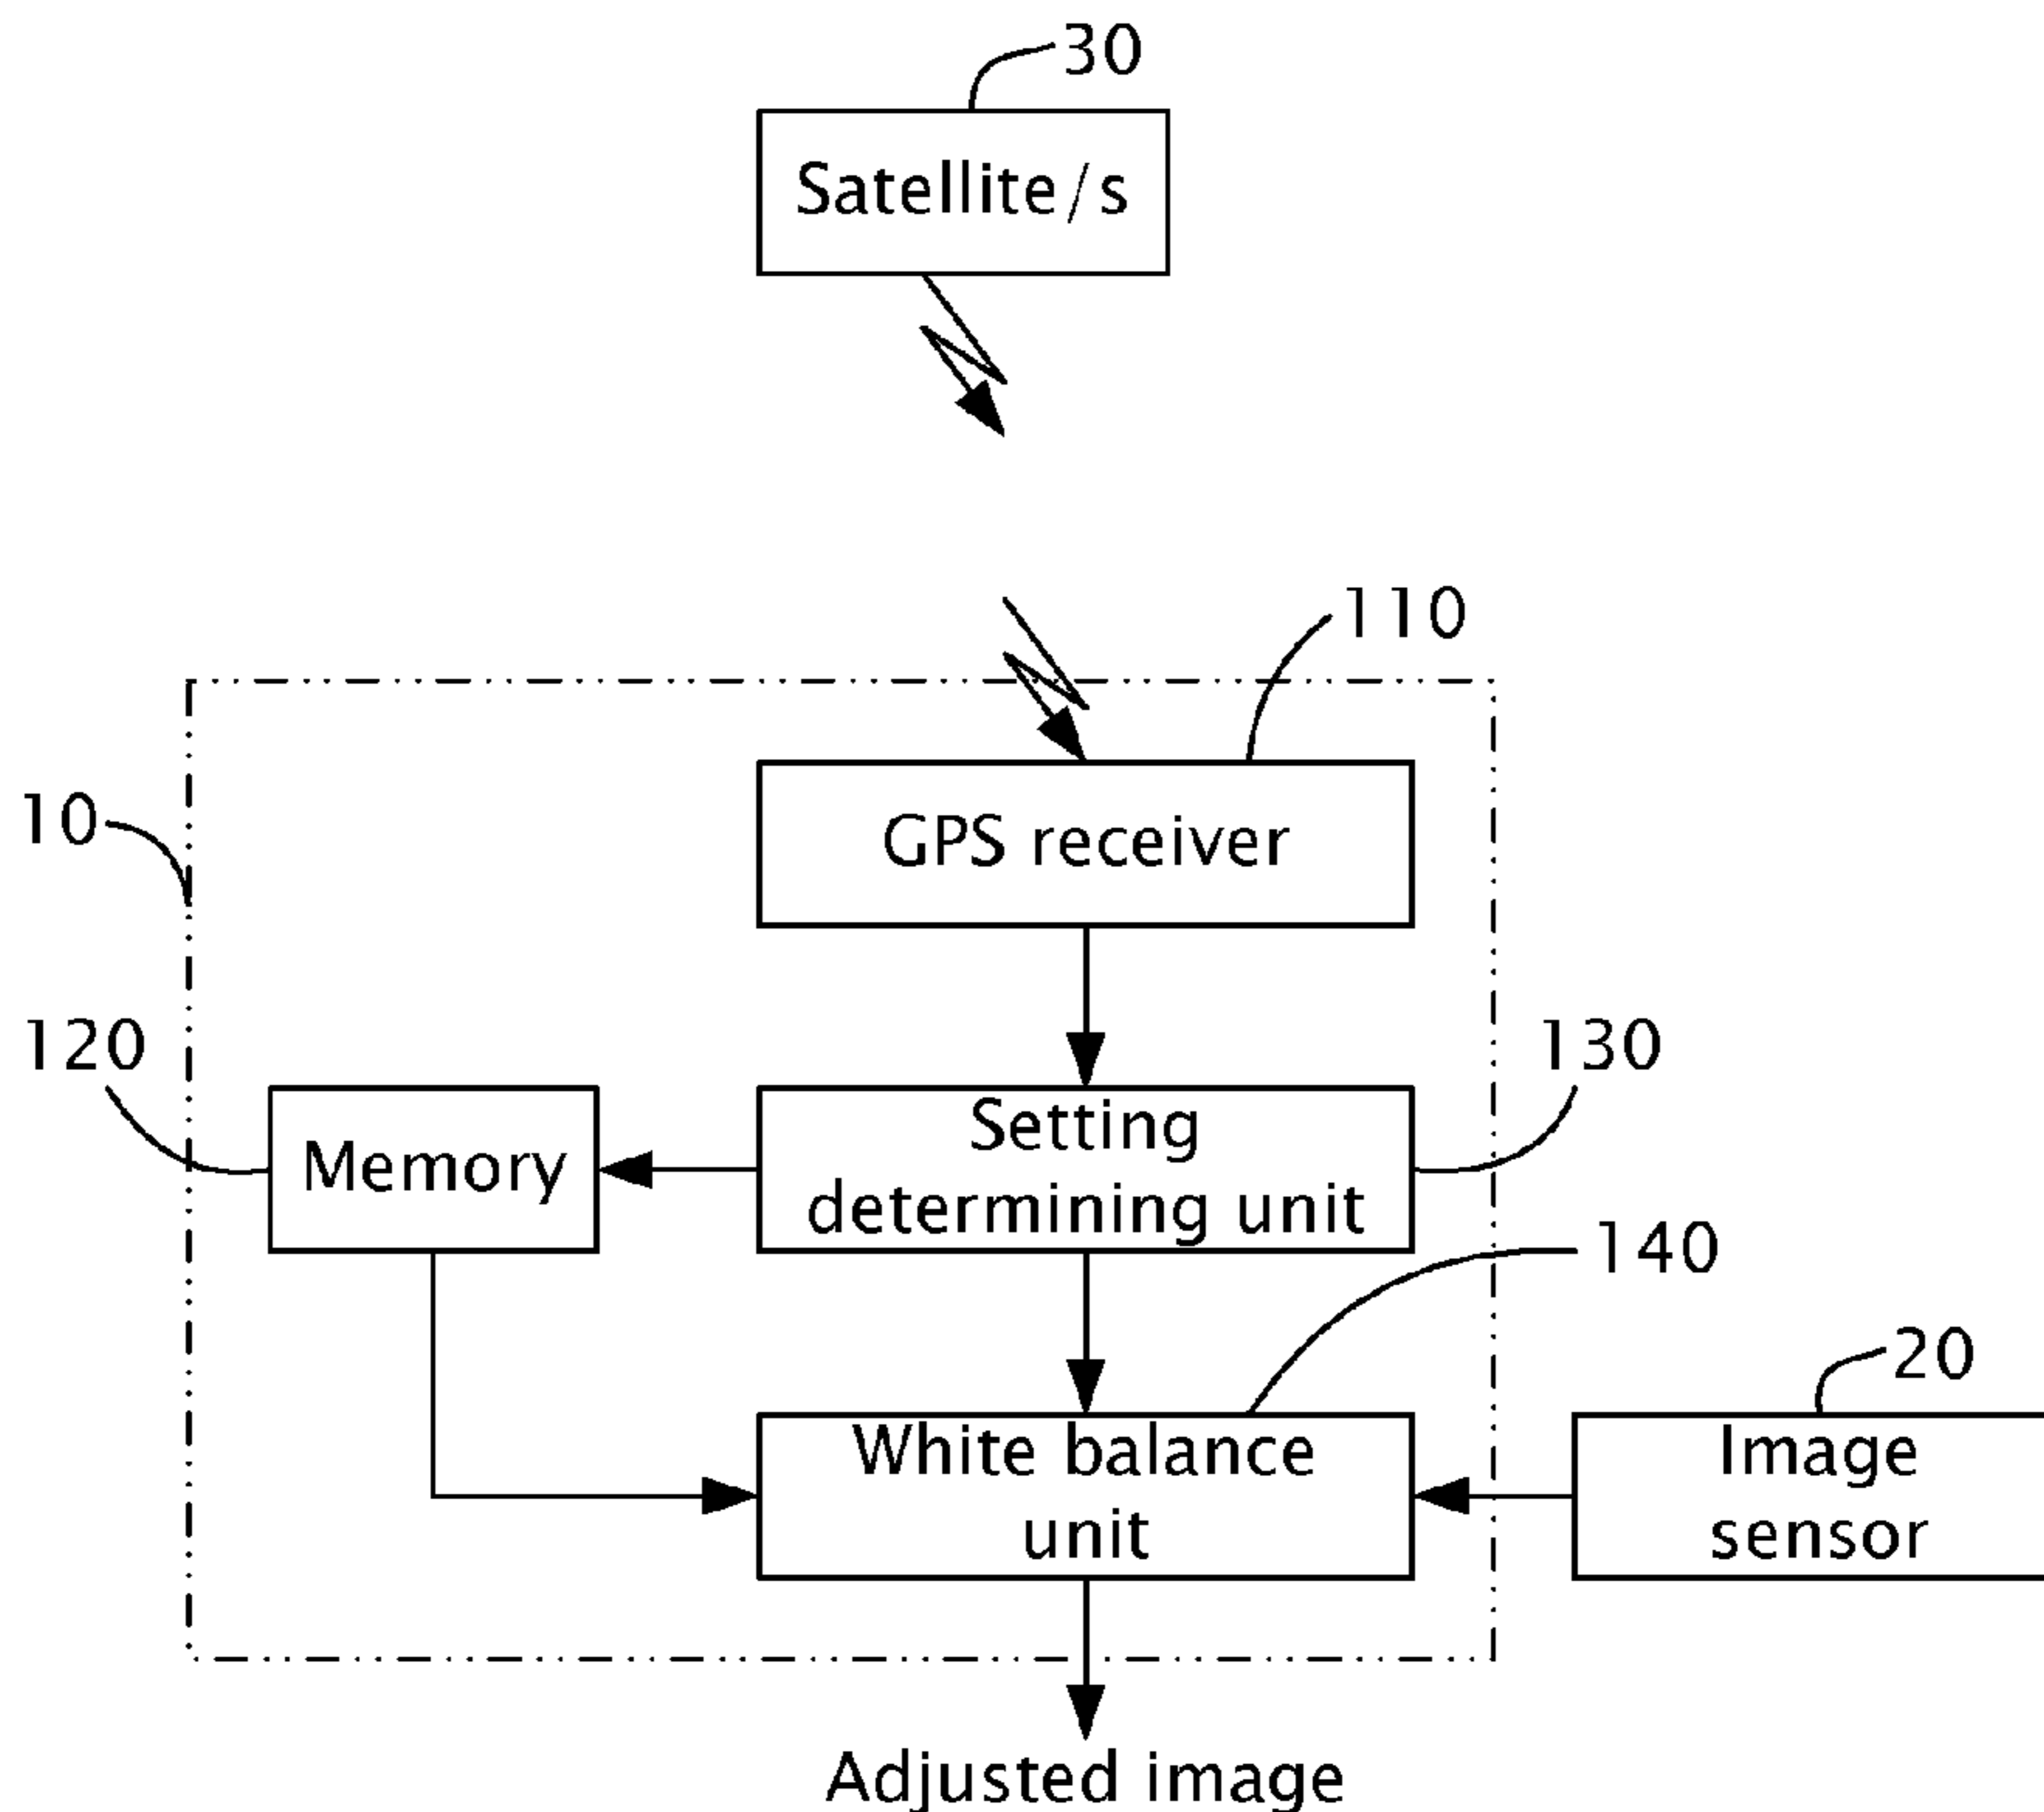 30
Satellite/s
110
GPS receiver
10
120
130
Memory
Setting
determining unit
140
20
White balance
unit
Image
sensor
Adjusted image